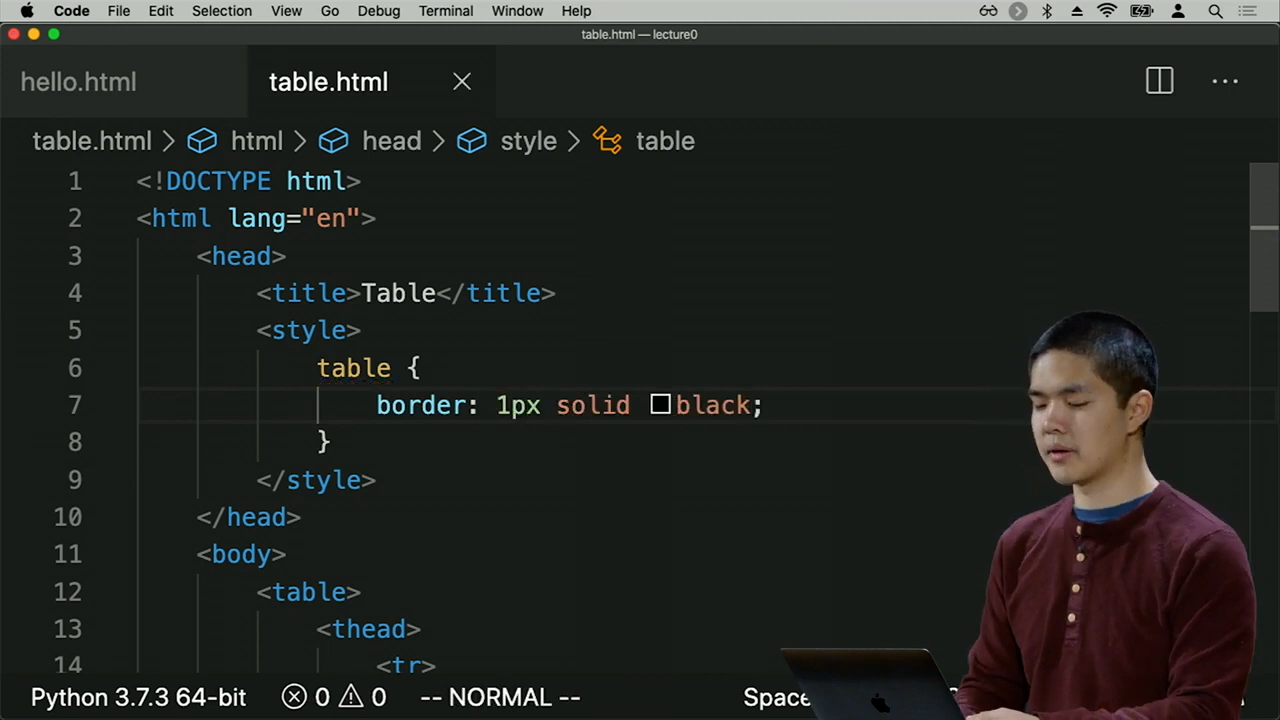 Code File Edit Selection View Go Debug Terminal Window Help
table.html — lecture0
hello.html table.html
table.html > html > head > style > table
1 <!DOCTYPE html>
2 <html lang="en">
3 <head>
4 <title>Table</title>
5 <style>
6 table {
7 border: 1px solid black;
8 }
9 </style>
10 </head>
11 <body>
12 <table>
13 <thead>
14 <tr>
Python 3.7.3 64-bit 0 0 -- NORMAL --